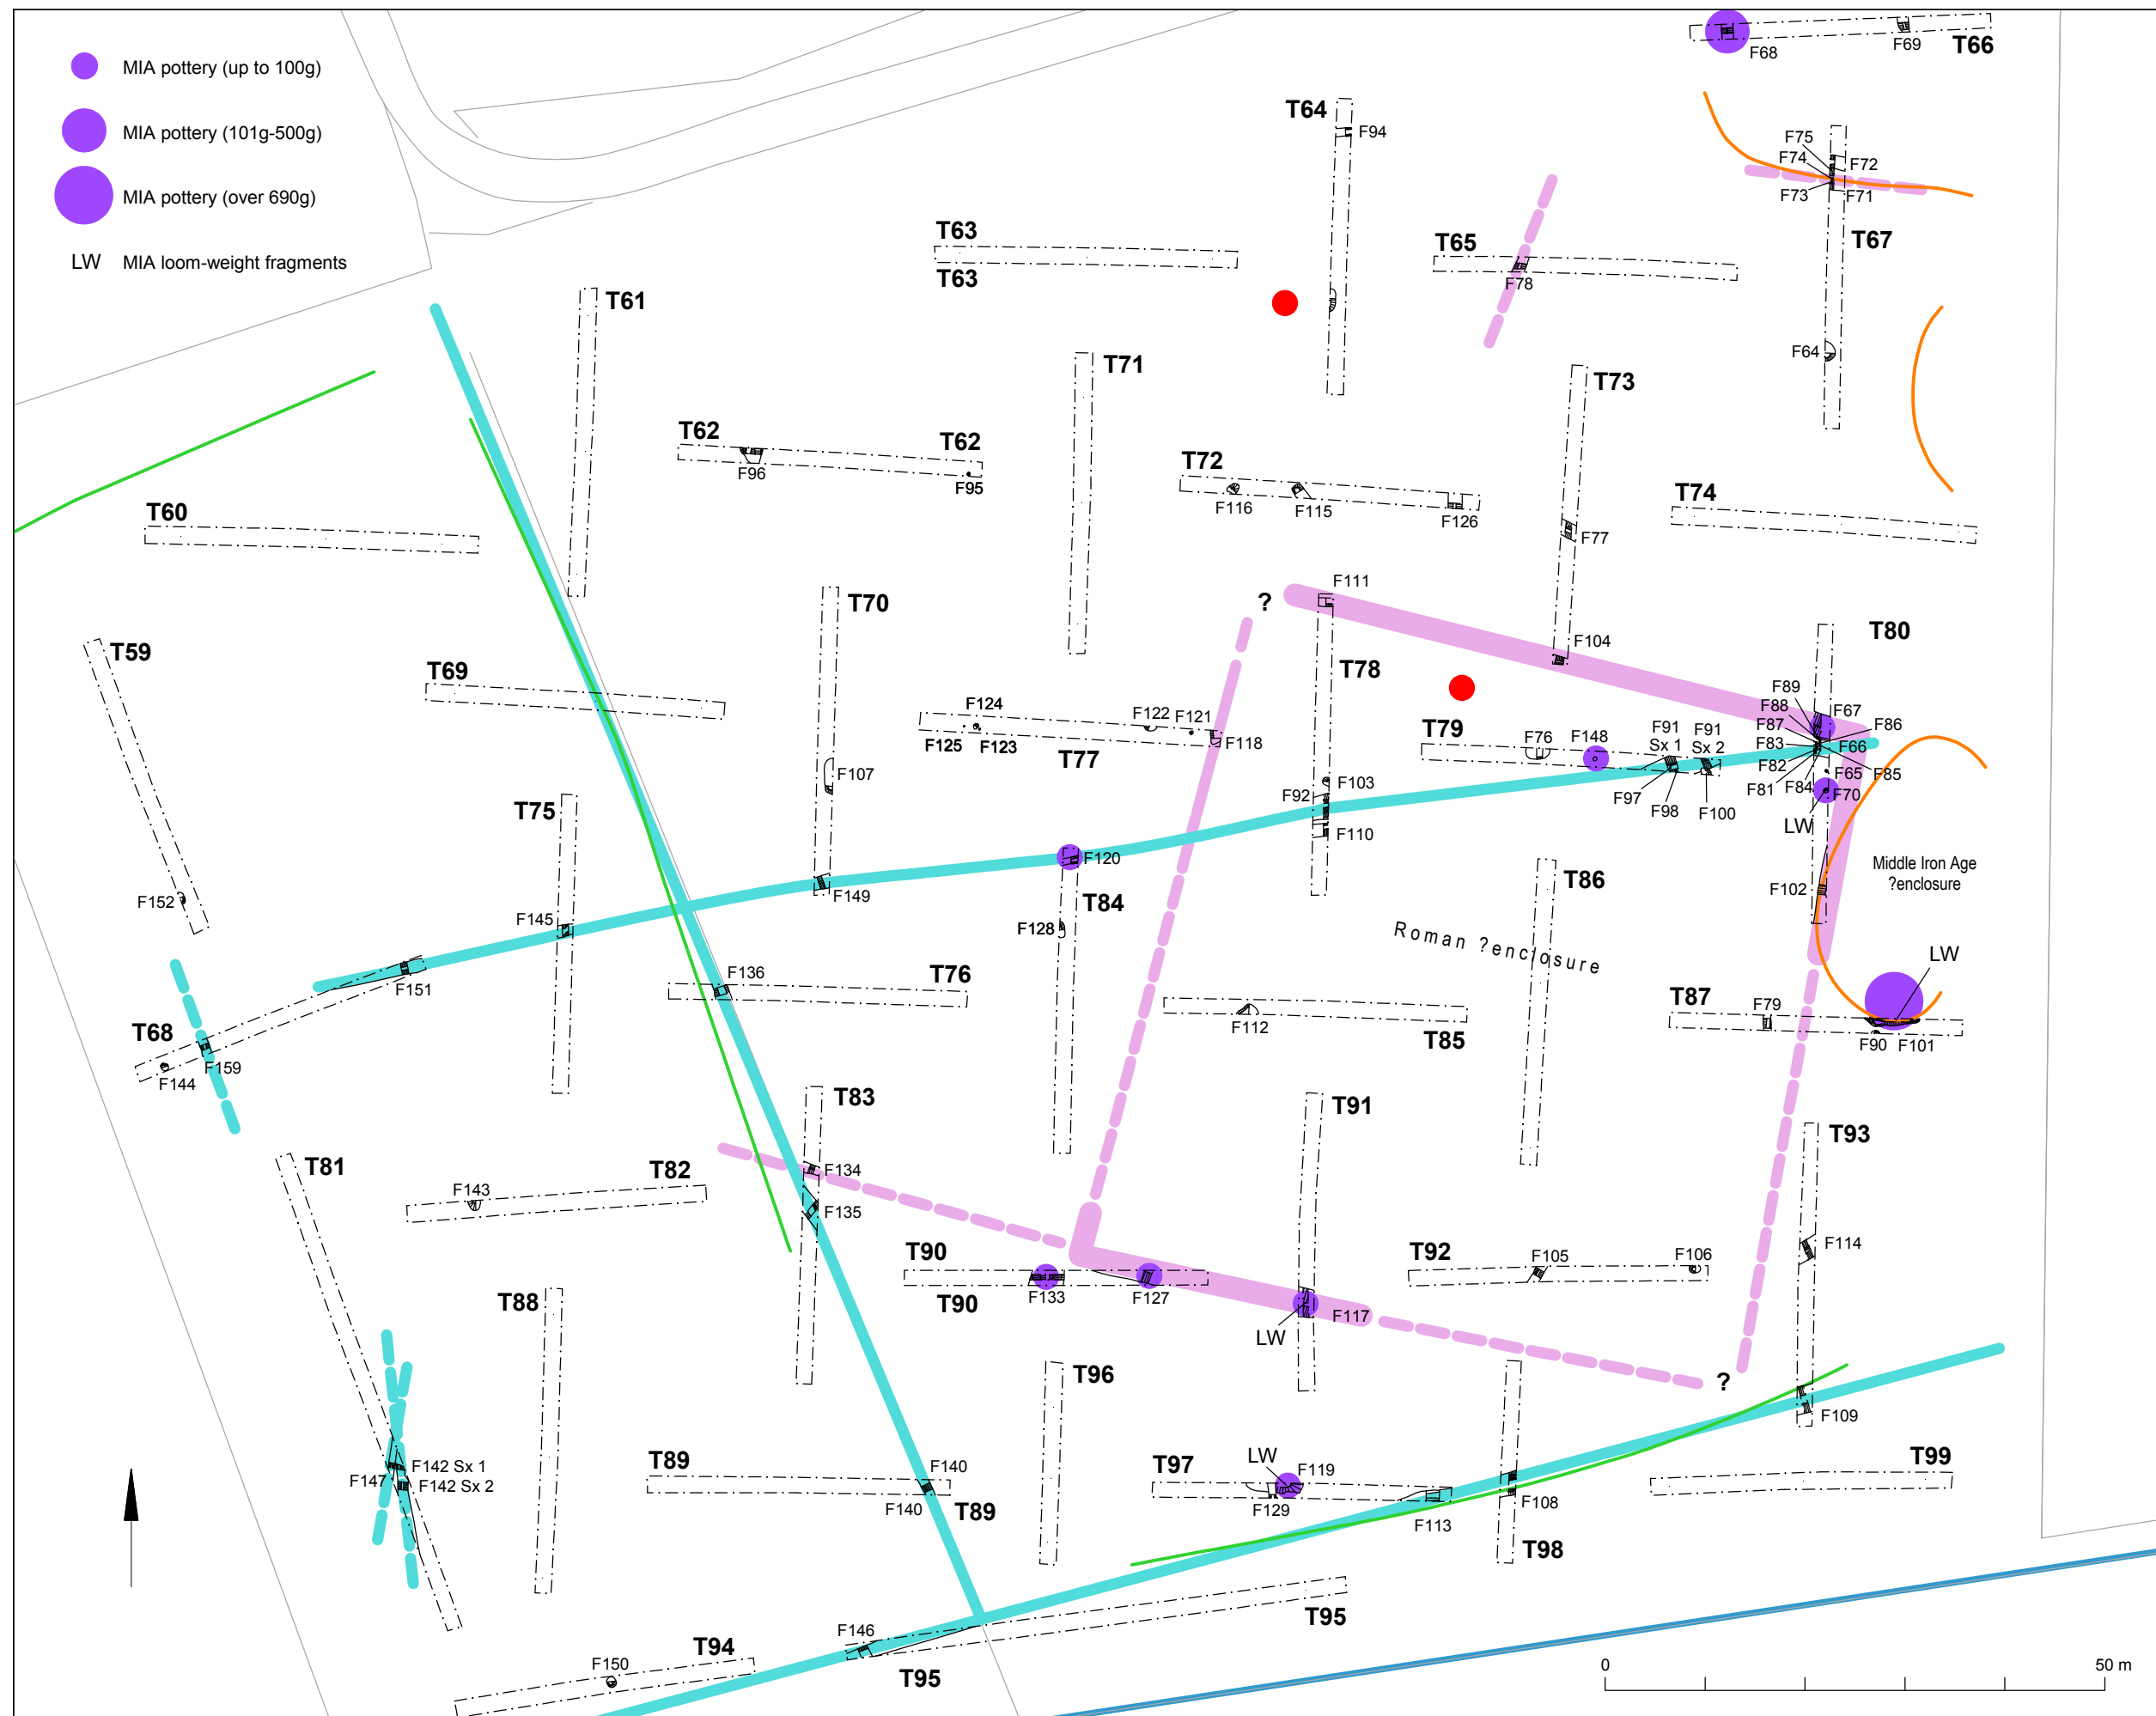 MIA pottery (up to 100g)
MIA pottery (101g-500g)
MIA pottery (over 690g)
LW MIA loom-weight fragments
F68
F69
T66
T64
F94
F75
F74
F72
F73
F71
T63
T63
T65
F78
T67
T61
F64
T71
T73
T62
T62
F96
F95
T72
F116
F115
F126
F77
T74
T60
T59
T70
?
F111
T80
T69
T78
F104
F124
F125
F123
F122
F121
F118
T77
T79
F76
F148
F91
Sx 1
F91
Sx 2
F97
F98
F100
F89
F88
F87
F83
F82
F81
F84
F67
F86
F66
F65
F85
F70
LW
F107
F103
F92
F110
T75
F120
F149
F145
F152
T84
F128
T86
Middle Iron Age
?enclosure
F102
Roman ?enclosure
F151
F136
T76
T68
F144
F159
F112
T85
T87
F79
LW
F90
F101
T83
T91
T93
T81
T82
F143
F134
F135
T90
T90
F133
F127
T92
F105
F106
F114
T88
F117
LW
T96
?
F109
F142 Sx 1
F147
F142 Sx 2
T89
F140
F140
T89
T97
LW
F119
F129
F113
F108
T98
T99
F146
T95
T95
T94
F150
0
50 m